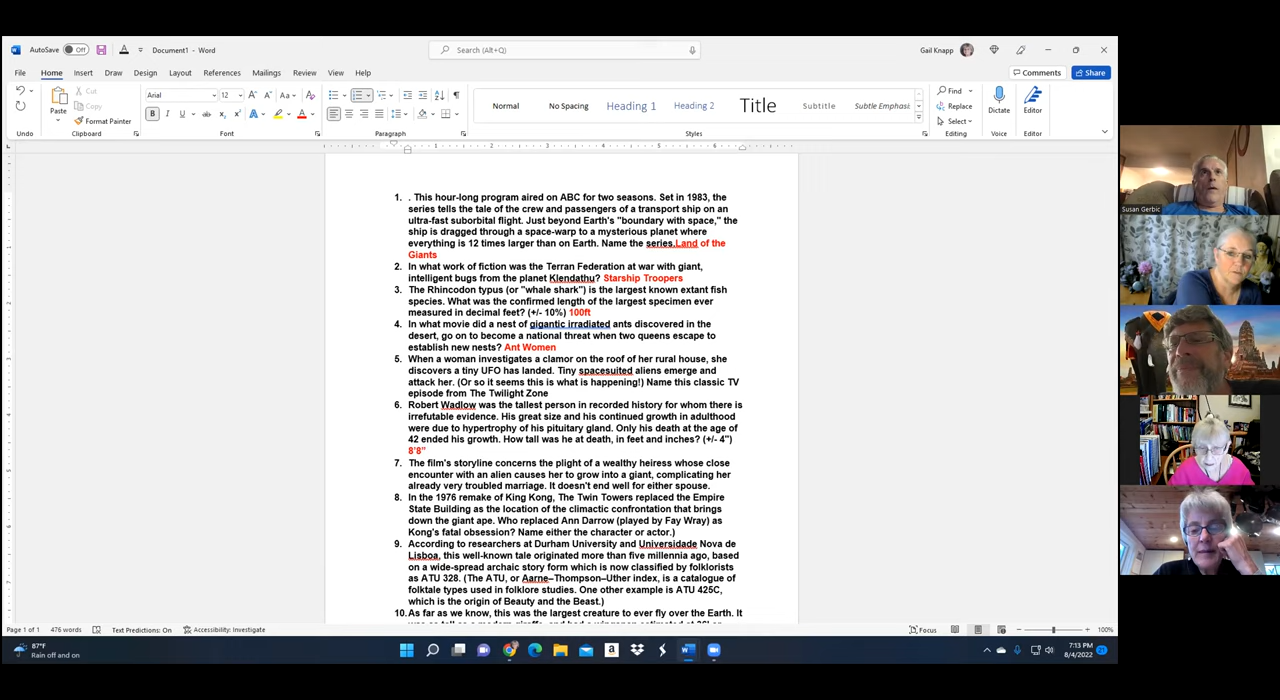 AutoSave Off Document1 - Word Search (Alt+Q) Gail Knapp
File Home Insert Draw Design Layout References Mailings Review View Help Comments Share
Paste Cut Copy Format Painter
Arial 12
Normal No Spacing Heading 1 Heading 2 Title Subtitle Subtle Emphasis
Find Replace Select Dictate Editor
Undo Clipboard Font Paragraph Styles Editing Voice Editor
1. . This hour-long program aired on ABC for two seasons. Set in 1983, the
series tells the tale of the crew and passengers of a transport ship on an
ultra-fast suborbital flight. Just beyond Earth's "boundary with space," the
ship is dragged through a space-warp to a mysterious planet where
everything is 12 times larger than on Earth. Name the series.Land of the
Giants
2. In what work of fiction was the Terran Federation at war with giant,
intelligent bugs from the planet Klendathu? Starship Troopers
3. The Rhincodon typus (or "whale shark") is the largest known extant fish
species. What was the confirmed length of the largest specimen ever
measured in decimal feet? (+/- 10%) 100ft
4. In what movie did a nest of gigantic irradiated ants discovered in the
desert, go on to become a national threat when two queens escape to
establish new nests? Ant Women
5. When a woman investigates a clamor on the roof of her rural house, she
discovers a tiny UFO has landed. Tiny spacesuited aliens emerge and
attack her. (Or so it seems this is what is happening!) Name this classic TV
episode from The Twilight Zone
6. Robert Wadlow was the tallest person in recorded history for whom there is
irrefutable evidence. His great size and his continued growth in adulthood
were due to hypertrophy of his pituitary gland. Only his death at the age of
42 ended his growth. How tall was he at death, in feet and inches? (+/- 4")
8'8"
7. The film's storyline concerns the plight of a wealthy heiress whose close
encounter with an alien causes her to grow into a giant, complicating her
already very troubled marriage. It doesn't end well for either spouse.
8. In the 1976 remake of King Kong, The Twin Towers replaced the Empire
State Building as the location of the climactic confrontation that brings
down the giant ape. Who replaced Ann Darrow (played by Fay Wray) as
Kong's fatal obsession? Name either the character or actor.)
9. According to researchers at Durham University and Universidade Nova de
Lisboa, this well-known tale originated more than five millennia ago, based
on a wide-spread archaic story form which is now classified by folklorists
as ATU 328. (The ATU, or Aarne–Thompson–Uther index, is a catalogue of
folktale types used in folklore studies. One other example is ATU 425C,
which is the origin of Beauty and the Beast.)
10. As far as we know, this was the largest creature to ever fly over the Earth. It
Susan Gerbic
Page 1 of 1 476 words Text Predictions: On Accessibility: Investigate Focus 100%
87°F
Rain off and on
7:13 PM
8/4/2022